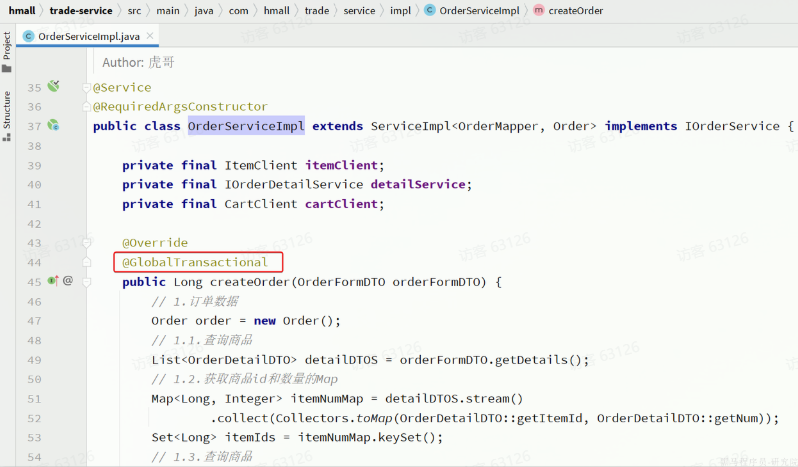 hmall 〉 trade-service 〉 src 〉 main 〉 java 〉 com 〉 hmall 〉 trade 〉 service 〉 impl 〉 OrderServiceImpl 〉 createOrder
OrderServiceImpl.java ×
Project
Structure
Author: 虎哥
35 @Service
36 @RequiredArgsConstructor
37 public class OrderServiceImpl extends ServiceImpl<OrderMapper, Order> implements IOrderService {
38
39 private final ItemClient itemClient;
40 private final IOrderDetailService detailService;
41 private final CartClient cartClient;
42
43 @Override
44 @GlobalTransactional
45 @ public Long createOrder(OrderFormDTO orderFormDTO) {
46 // 1.订单数据
47 Order order = new Order();
48 // 1.1.查询商品
49 List<OrderDetailDTO> detailDTOS = orderFormDTO.getDetails();
50 // 1.2.获取商品id和数量的Map
51 Map<Long, Integer> itemNumMap = detailDTOS.stream()
52 .collect(Collectors.toMap(OrderDetailDTO::getItemId, OrderDetailDTO::getNum));
53 Set<Long> itemIds = itemNumMap.keySet();
54 // 1.3.查询商品
访客 63126